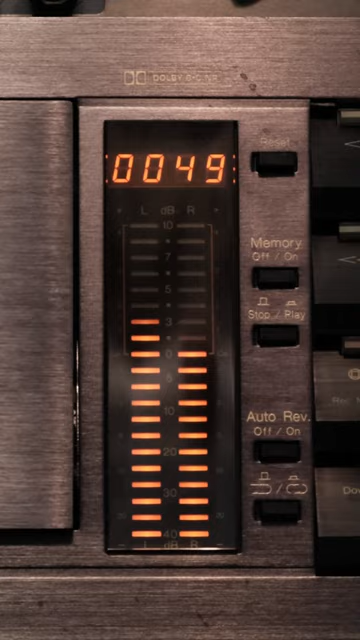 DOLBY B-C NR
0049
+ L dB R +
10
7
5
3
0
5
10
20
30
40
- L dB R -
Memory
Off / On
Stop / Play
Auto Rev.
Off / On